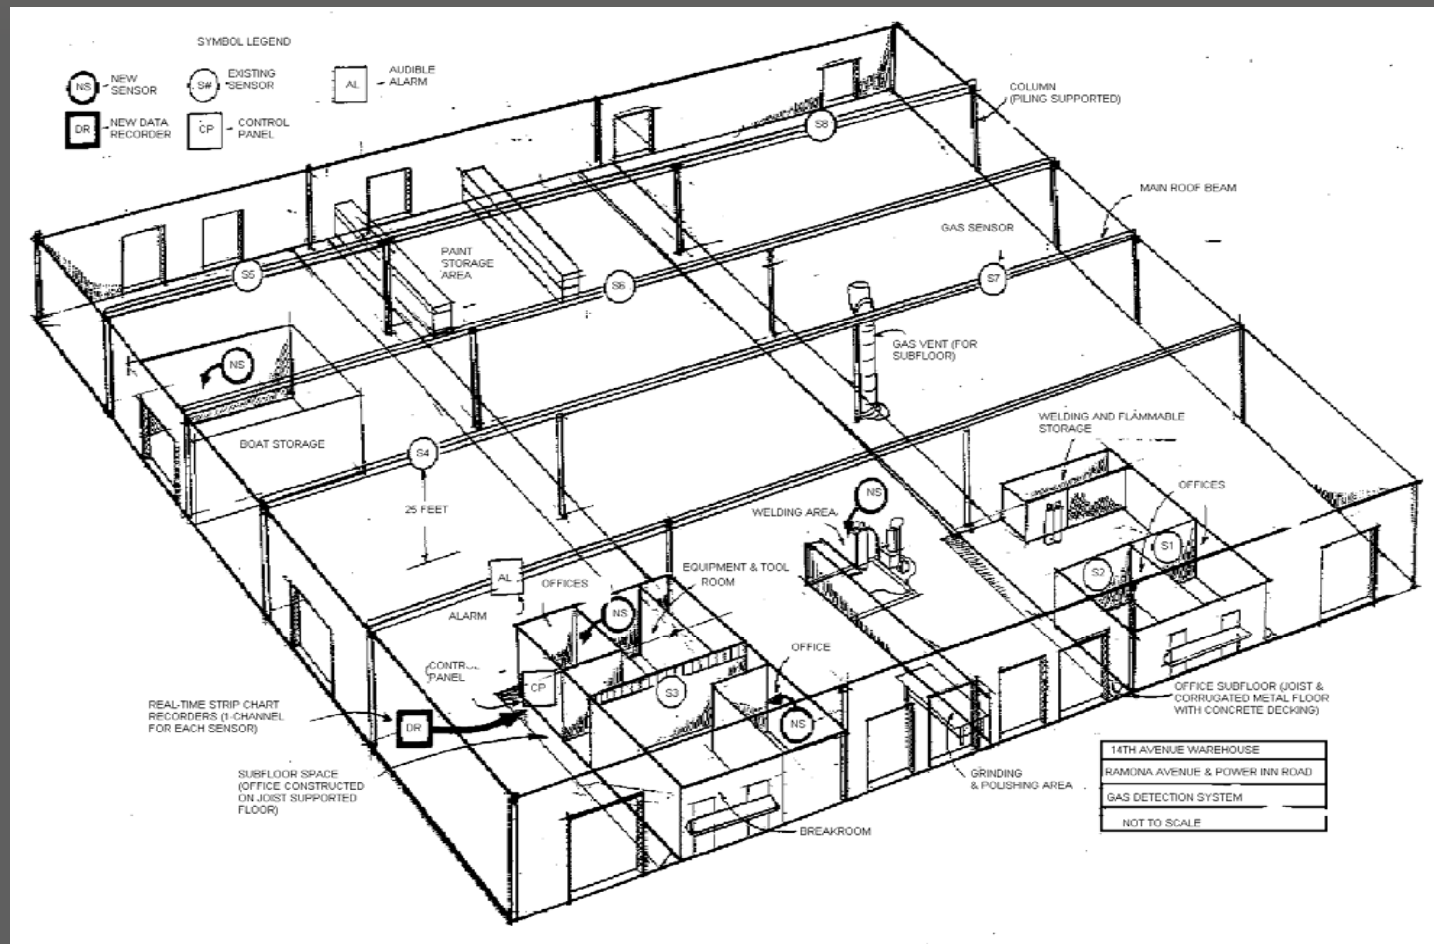 SYMBOL LEGEND
NS
NEW
SENSOR
S#
EXISTING
SENSOR
AL
AUDIBLE
ALARM
DR
NEW DATA
RECORDER
CP
CONTROL
PANEL
S8
COLUMN
(PILING SUPPORTED)
MAIN ROOF BEAM
GAS SENSOR
PAINT
STORAGE
AREA
S5
S6
S7
GAS VENT (FOR
SUBFLOOR)
NS
BOAT STORAGE
S4
25 FEET
WELDING AND FLAMMABLE
STORAGE
OFFICES
NS
WELDING AREA
S1
S2
AL
OFFICES
EQUIPMENT & TOOL
ROOM
ALARM
NS
OFFICE
CONTROL
PANEL
CP
S3
NS
REAL-TIME STRIP CHART
RECORDERS (1-CHANNEL
FOR EACH SENSOR)
DR
OFFICE SUBFLOOR (JOIST &
CORRUGATED METAL FLOOR
WITH CONCRETE DECKING)
SUBFLOOR SPACE
(OFFICE CONSTRUCTED
ON JOIST SUPPORTED
FLOOR)
GRINDING
& POLISHING AREA
BREAKROOM
14TH AVENUE WAREHOUSE
RAMONA AVENUE & POWER INN ROAD
GAS DETECTION SYSTEM
NOT TO SCALE